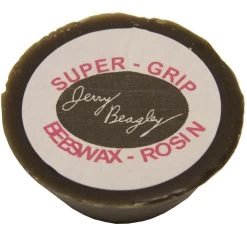 SUPER - GRIP
Jerry
Beagley
BEESWAX - ROSIN